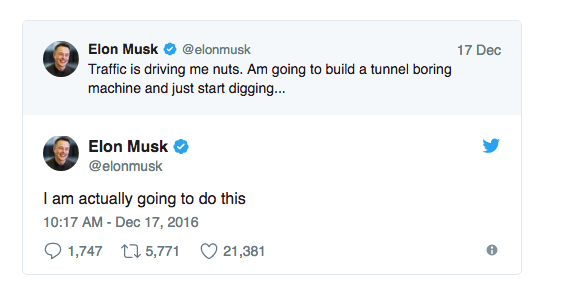 Elon Musk @elonmusk 17 Dec
Traffic is driving me nuts. Am going to build a tunnel boring
machine and just start digging...
Elon Musk
@elonmusk
I am actually going to do this
10:17 AM - Dec 17, 2016
1,747 5,771 21,381